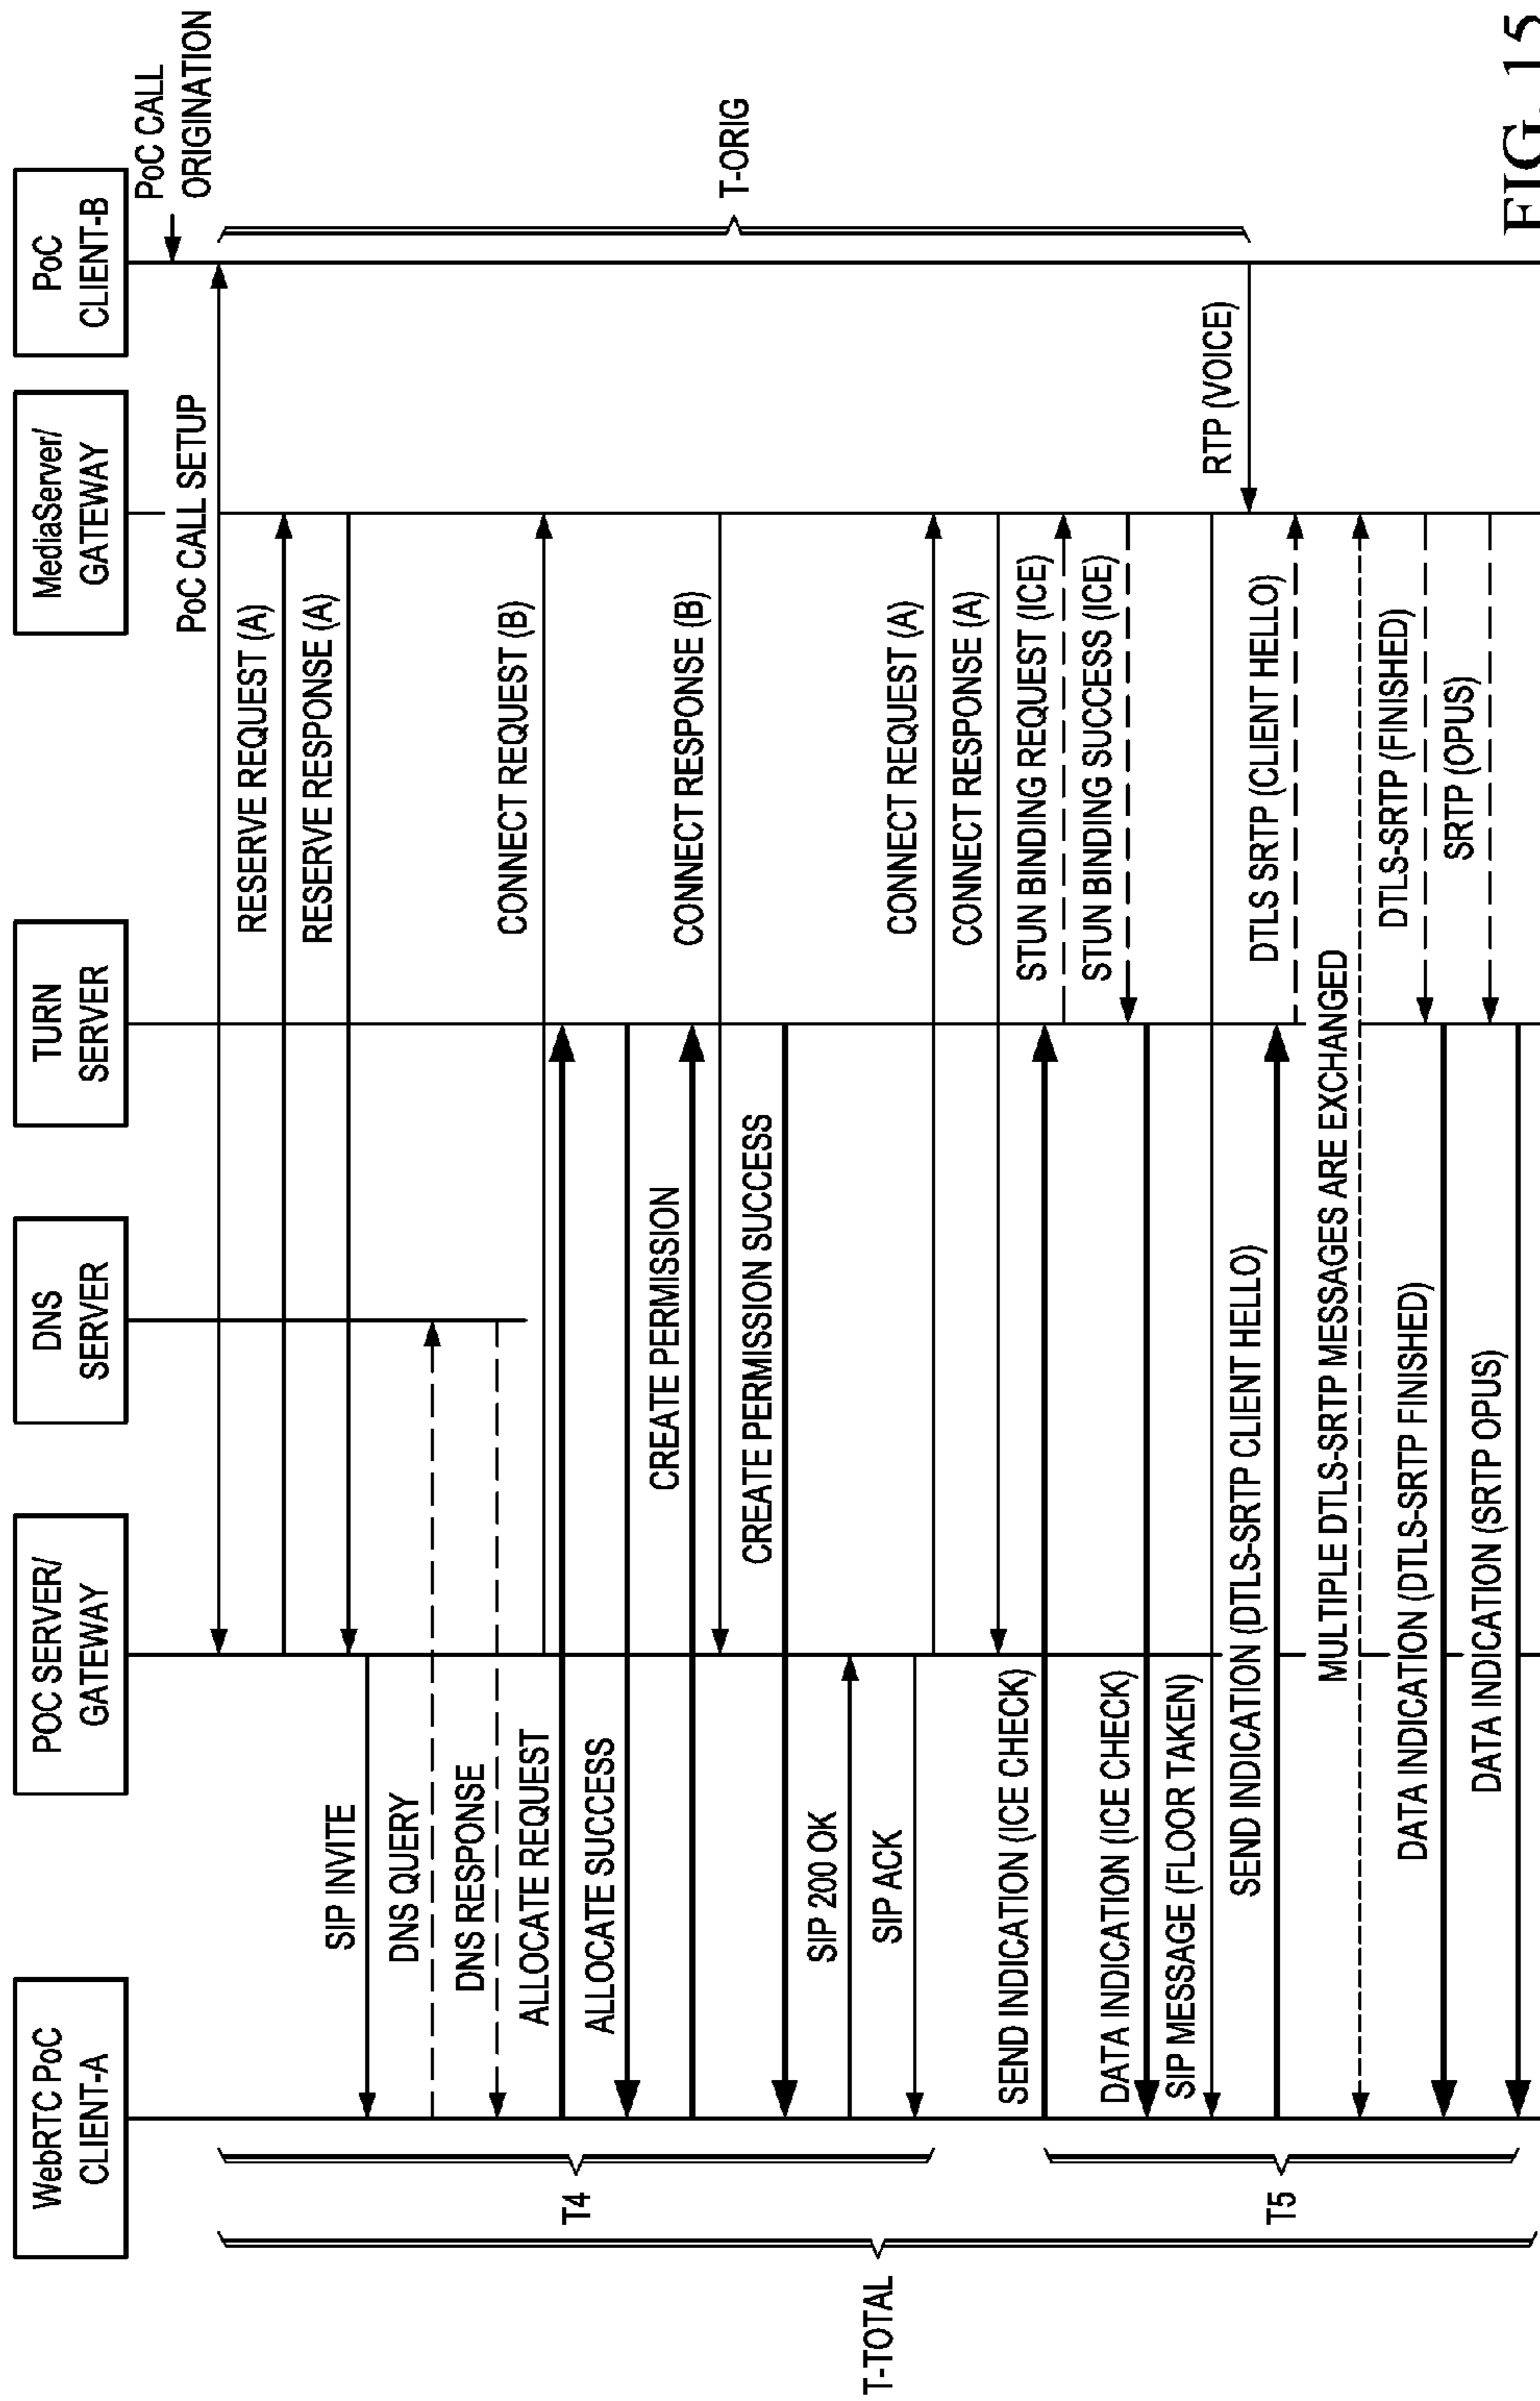 WebRTC PoC
CLIENT-A
POC SERVER/
GATEWAY
DNS
SERVER
TURN
SERVER
MediaServer/
GATEWAY
PoC
CLIENT-B
PoC CALL
ORIGINATION
PoC CALL SETUP
RESERVE REQUEST (A)
RESERVE RESPONSE (A)
SIP INVITE
DNS QUERY
DNS RESPONSE
CONNECT REQUEST (B)
ALLOCATE REQUEST
ALLOCATE SUCCESS
CREATE PERMISSION
CONNECT RESPONSE (B)
CREATE PERMISSION SUCCESS
SIP 200 OK
SIP ACK
CONNECT REQUEST (A)
CONNECT RESPONSE (A)
SEND INDICATION (ICE CHECK)
STUN BINDING REQUEST (ICE)
STUN BINDING SUCCESS (ICE)
DATA INDICATION (ICE CHECK)
SIP MESSAGE (FLOOR TAKEN)
RTP (VOICE)
SEND INDICATION (DTLS-SRTP CLIENT HELLO)
DTLS SRTP (CLIENT HELLO)
MULTIPLE DTLS-SRTP MESSAGES ARE EXCHANGED
DTLS-SRTP (FINISHED)
DATA INDICATION (DTLS-SRTP FINISHED)
SRTP (OPUS)
DATA INDICATION (SRTP OPUS)
T4
T5
T-TOTAL
T-ORIG
FIG. 15